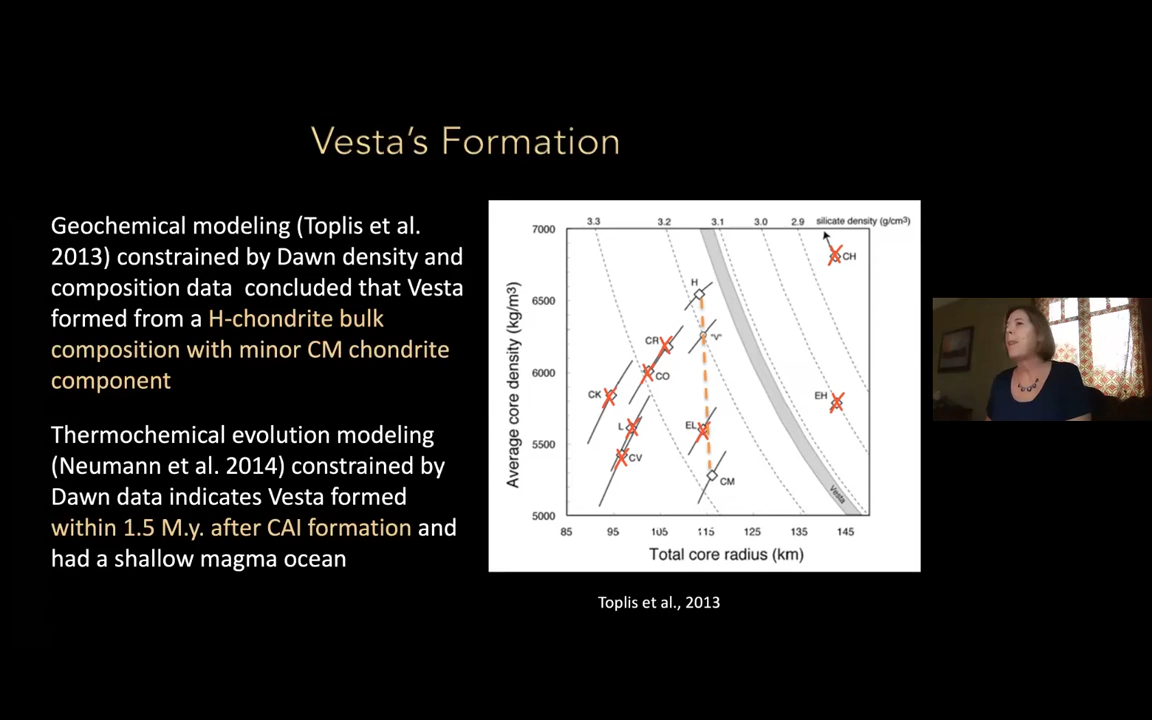 Vesta's Formation
Geochemical modeling (Toplis et al.
2013) constrained by Dawn density and
composition data concluded that Vesta
formed from a H-chondrite bulk
composition with minor CM chondrite
component
Thermochemical evolution modeling
(Neumann et al. 2014) constrained by
Dawn data indicates Vesta formed
within 1.5 M.y. after CAI formation and
had a shallow magma ocean
3.3 3.2 3.1 3.0 2.9 silicate density (g/cm³)
7000
6500
6000
5500
5000
Average core density (kg/m³)
CH
H
"V"
CR
CO
CK
EH
L
EL
CV
CM
Vesta
85 95 105 115 125 135 145
Total core radius (km)
Toplis et al., 2013